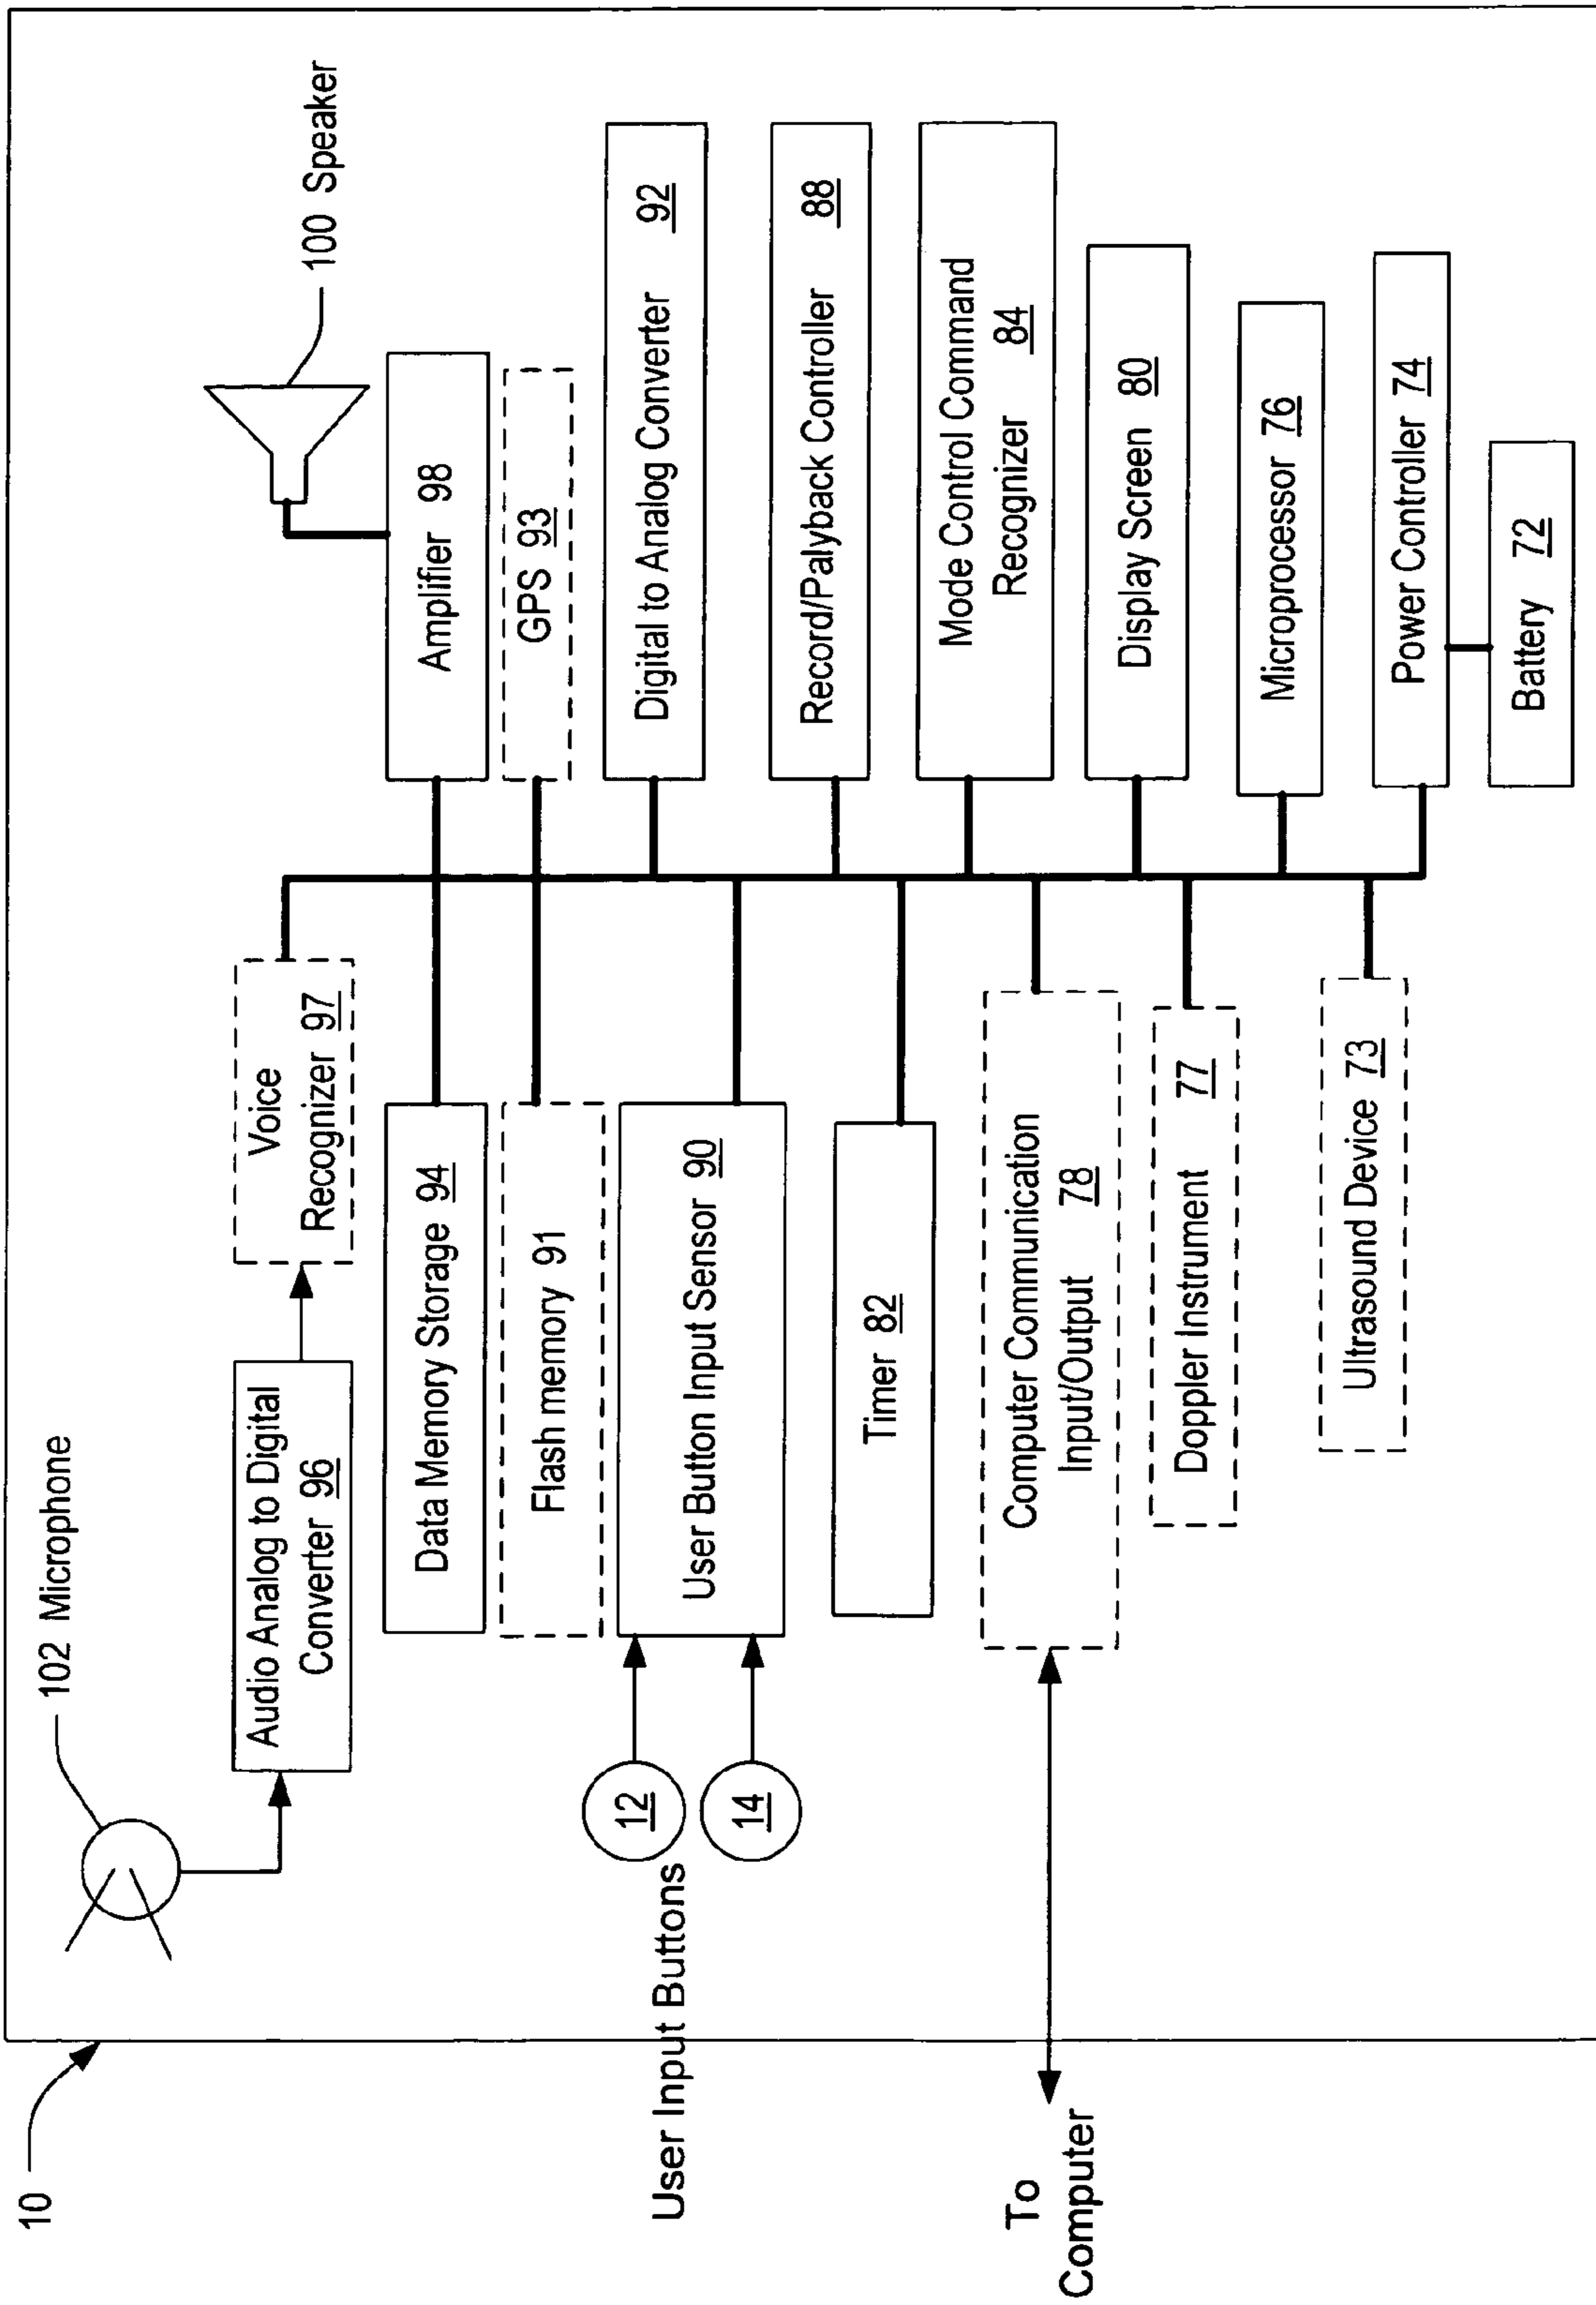 10
102 Microphone
100 Speaker
Audio Analog to Digital
Converter 96
Voice
Recognizer 97
Data Memory Storage 94
Amplifier 98
Flash memory 91
GPS 93
User Input Buttons
12
14
User Button Input Sensor 90
Digital to Analog Converter 92
Record/Palyback Controller 88
Timer 82
Mode Control Command
Recognizer 84
To
Computer
Computer Communication
Input/Output 78
Display Screen 80
Doppler Instrument 77
Microprocessor 76
Ultrasound Device 73
Power Controller 74
Battery 72